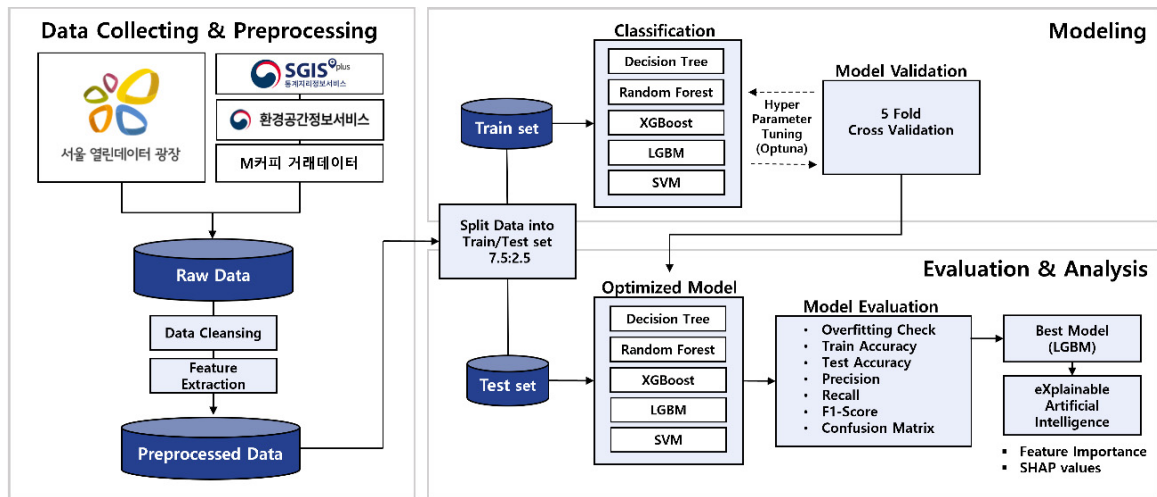 Data Collecting & Preprocessing
서울 열린데이터 광장
SGIS plus
통계지리정보서비스
환경공간정보서비스
M커피 거래데이터
Raw Data
Data Cleansing
Feature
Extraction
Preprocessed Data
Modeling
Classification
Decision Tree
Random Forest
XGBoost
LGBM
SVM
Train set
Hyper
Parameter
Tuning
(Optuna)
Model Validation
5 Fold
Cross Validation
Split Data into
Train/Test set
7.5:2.5
Evaluation & Analysis
Test set
Optimized Model
Decision Tree
Random Forest
XGBoost
LGBM
SVM
Model Evaluation
• Overfitting Check
• Train Accuracy
• Test Accuracy
• Precision
• Recall
• F1-Score
• Confusion Matrix
Best Model
(LGBM)
eXplainable
Artificial
Intelligence
▪ Feature Importance
▪ SHAP values